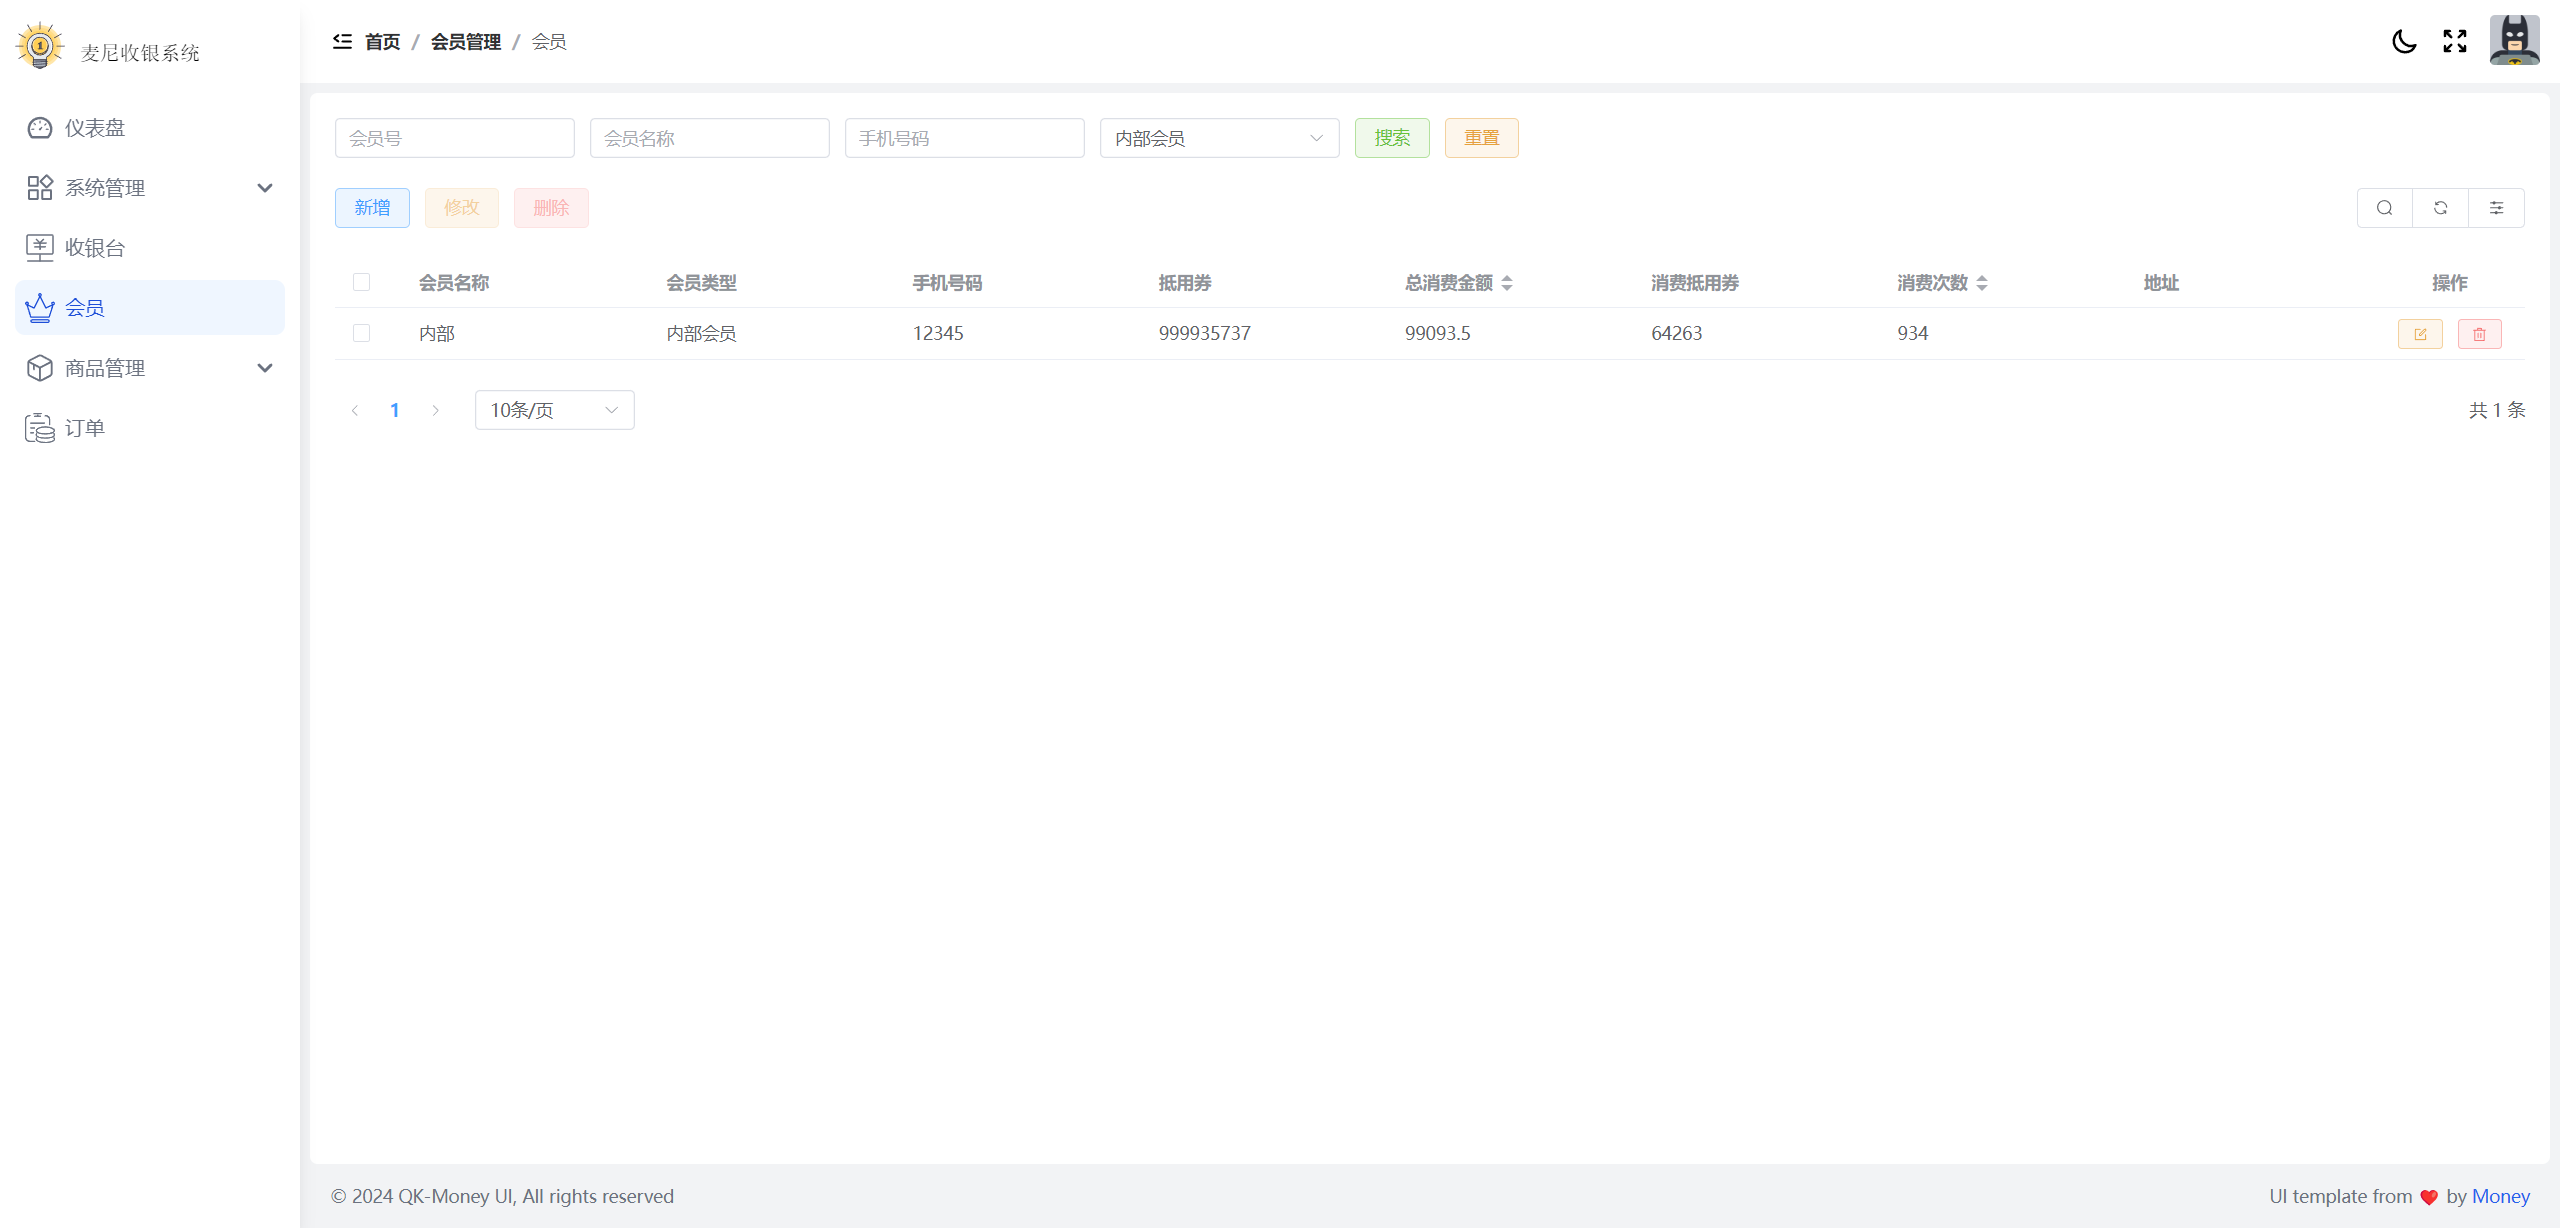 麦尼收银系统
首页 / 会员管理 / 会员
仪表盘
系统管理
收银台
会员
商品管理
订单
会员号 会员名称 手机号码 内部会员 搜索 重置
新增 修改 删除
会员名称 会员类型 手机号码 抵用券 总消费金额 消费抵用券 消费次数 地址 操作
内部 内部会员 12345 999935737 99093.5 64263 934
1 10条/页 共 1 条
© 2024 QK-Money UI, All rights reserved
UI template from ❤️ by Money